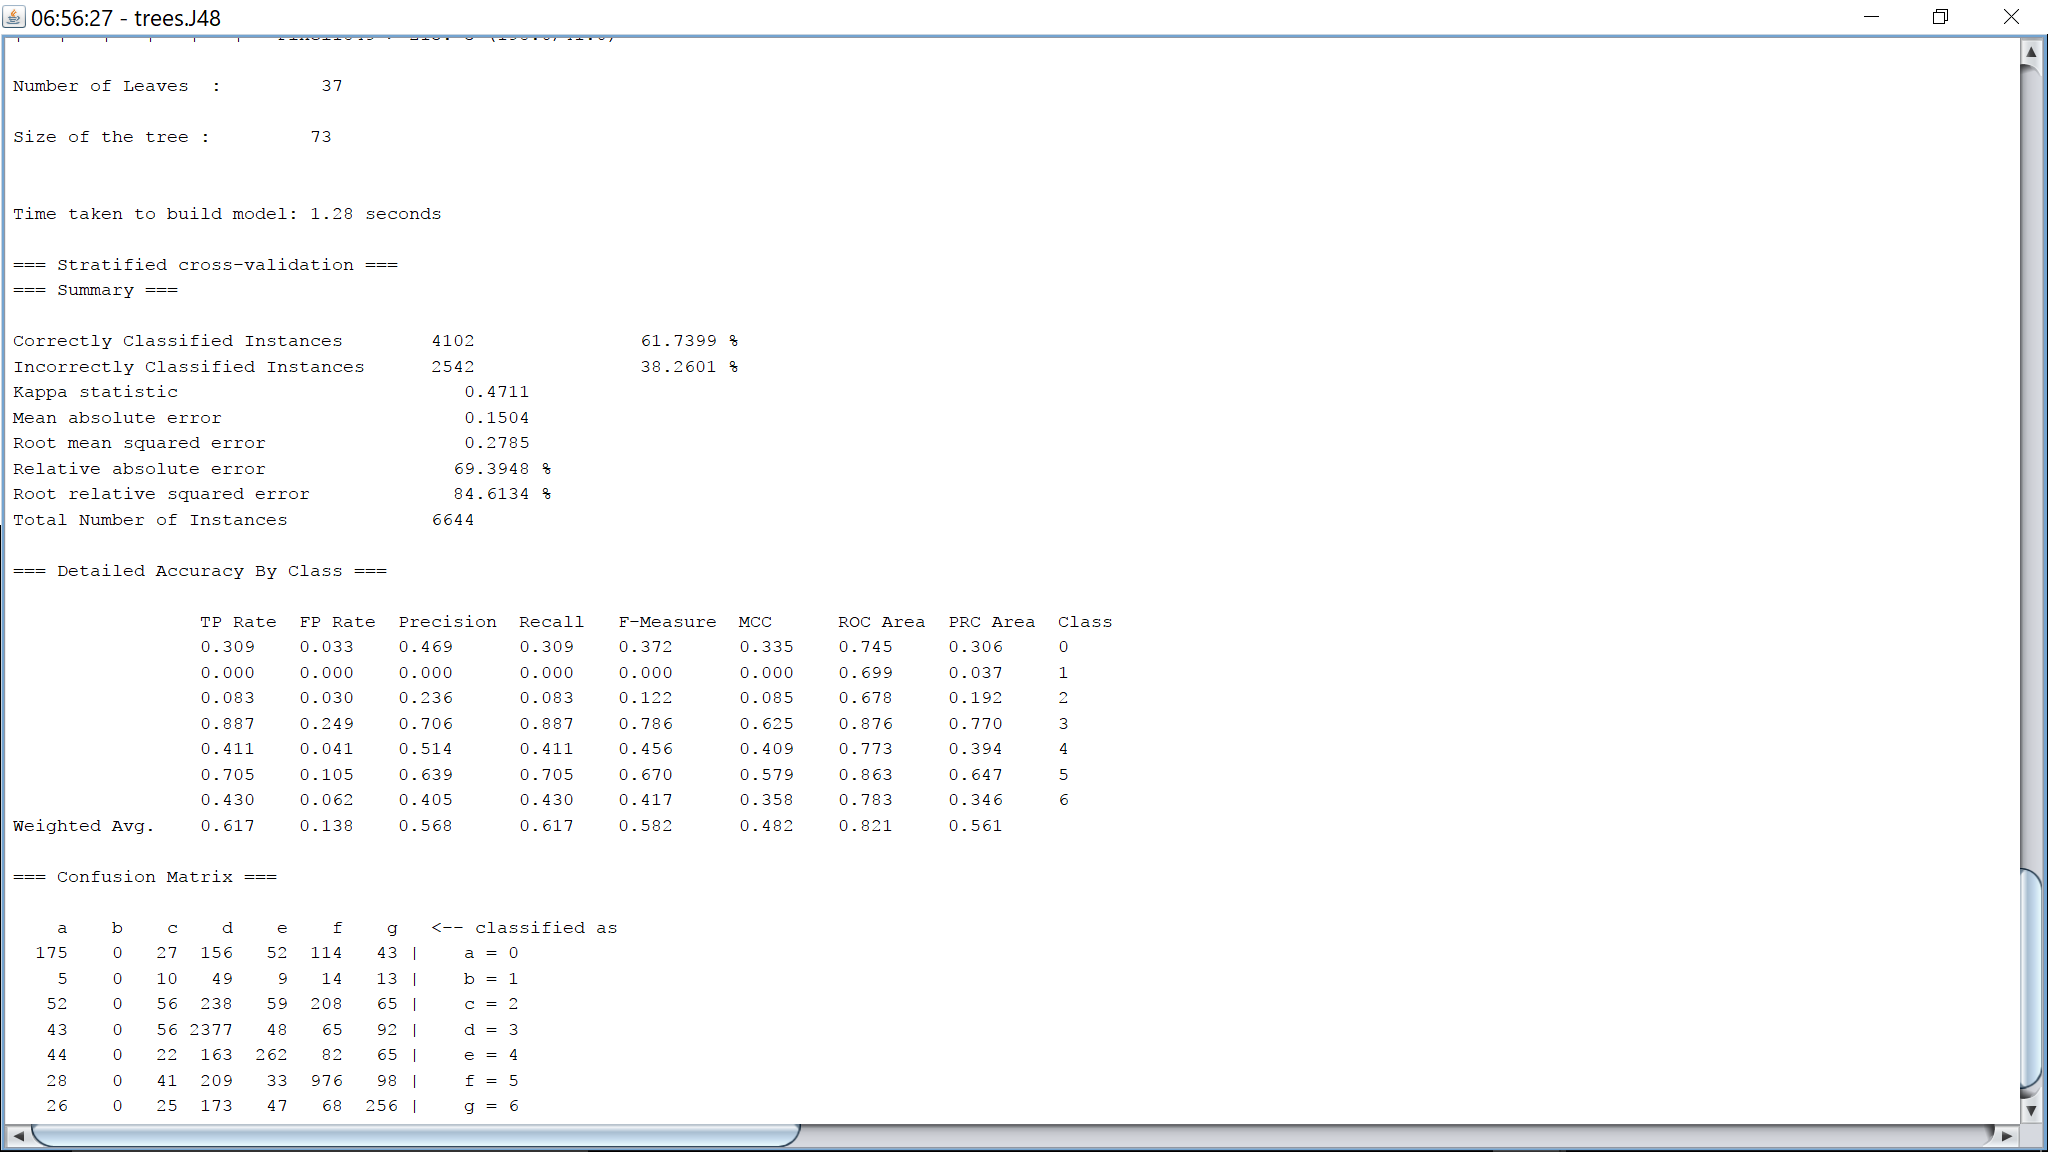 06:56:27 - trees.J48
Number of Leaves  :         37
Size of the tree :         73
Time taken to build model: 1.28 seconds
=== Stratified cross-validation ===
=== Summary ===
Correctly Classified Instances        4102               61.7399 %
Incorrectly Classified Instances      2542               38.2601 %
Kappa statistic                          0.4711
Mean absolute error                      0.1504
Root mean squared error                  0.2785
Relative absolute error                 69.3948 %
Root relative squared error             84.6134 %
Total Number of Instances             6644
=== Detailed Accuracy By Class ===
TP Rate  FP Rate  Precision  Recall   F-Measure  MCC      ROC Area  PRC Area  Class
0.309    0.033    0.469      0.309    0.372      0.335    0.745     0.306     0
0.000    0.000    0.000      0.000    0.000      0.000    0.699     0.037     1
0.083    0.030    0.236      0.083    0.122      0.085    0.678     0.192     2
0.887    0.249    0.706      0.887    0.786      0.625    0.876     0.770     3
0.411    0.041    0.514      0.411    0.456      0.409    0.773     0.394     4
0.705    0.105    0.639      0.705    0.670      0.579    0.863     0.647     5
0.430    0.062    0.405      0.430    0.417      0.358    0.783     0.346     6
Weighted Avg.    0.617    0.138    0.568      0.617    0.582      0.482    0.821     0.561
=== Confusion Matrix ===
a    b    c    d    e    f    g   <-- classified as
175    0   27  156   52  114   43 |    a = 0
5    0   10   49    9   14   13 |    b = 1
52    0   56  238   59  208   65 |    c = 2
43    0   56 2377   48   65   92 |    d = 3
44    0   22  163  262   82   65 |    e = 4
28    0   41  209   33  976   98 |    f = 5
26    0   25  173   47   68  256 |    g = 6